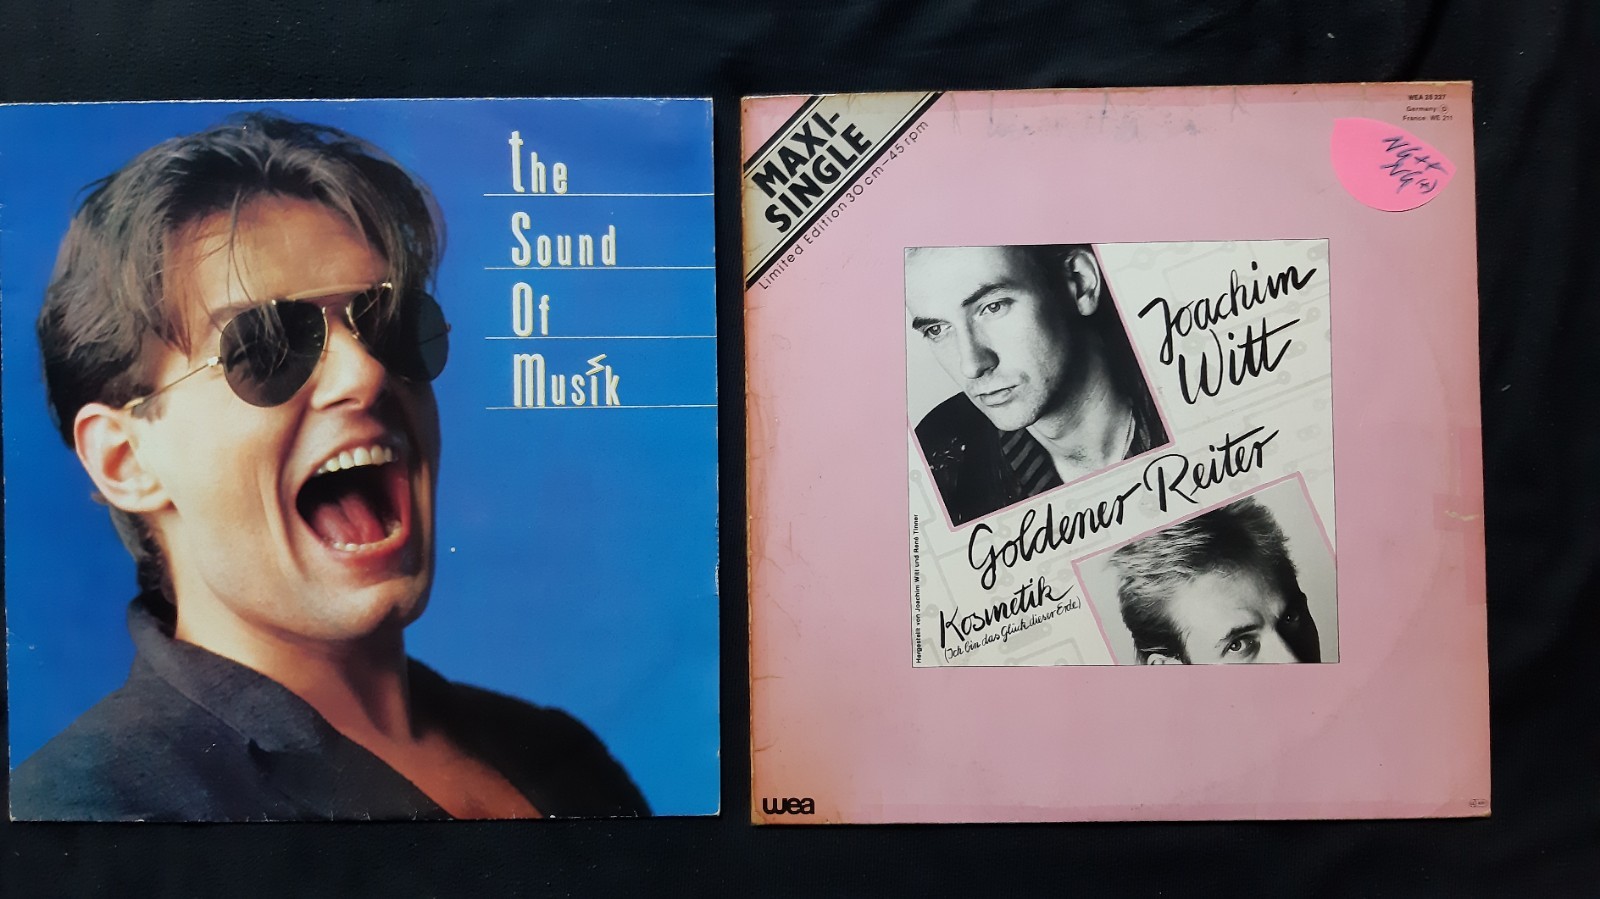 the
Sound
Of
Musik
MAXI-
SINGLE
Limited Edition 30 cm – 45 rpm
WEA 20 227
Germany: D
France: WE 211
Joachim
Witt
Goldener Reiter
Kosmetik
(Ich bin das Glück dieser Erde)
Hergestellt von Joachim Witt und René Tinner
wea